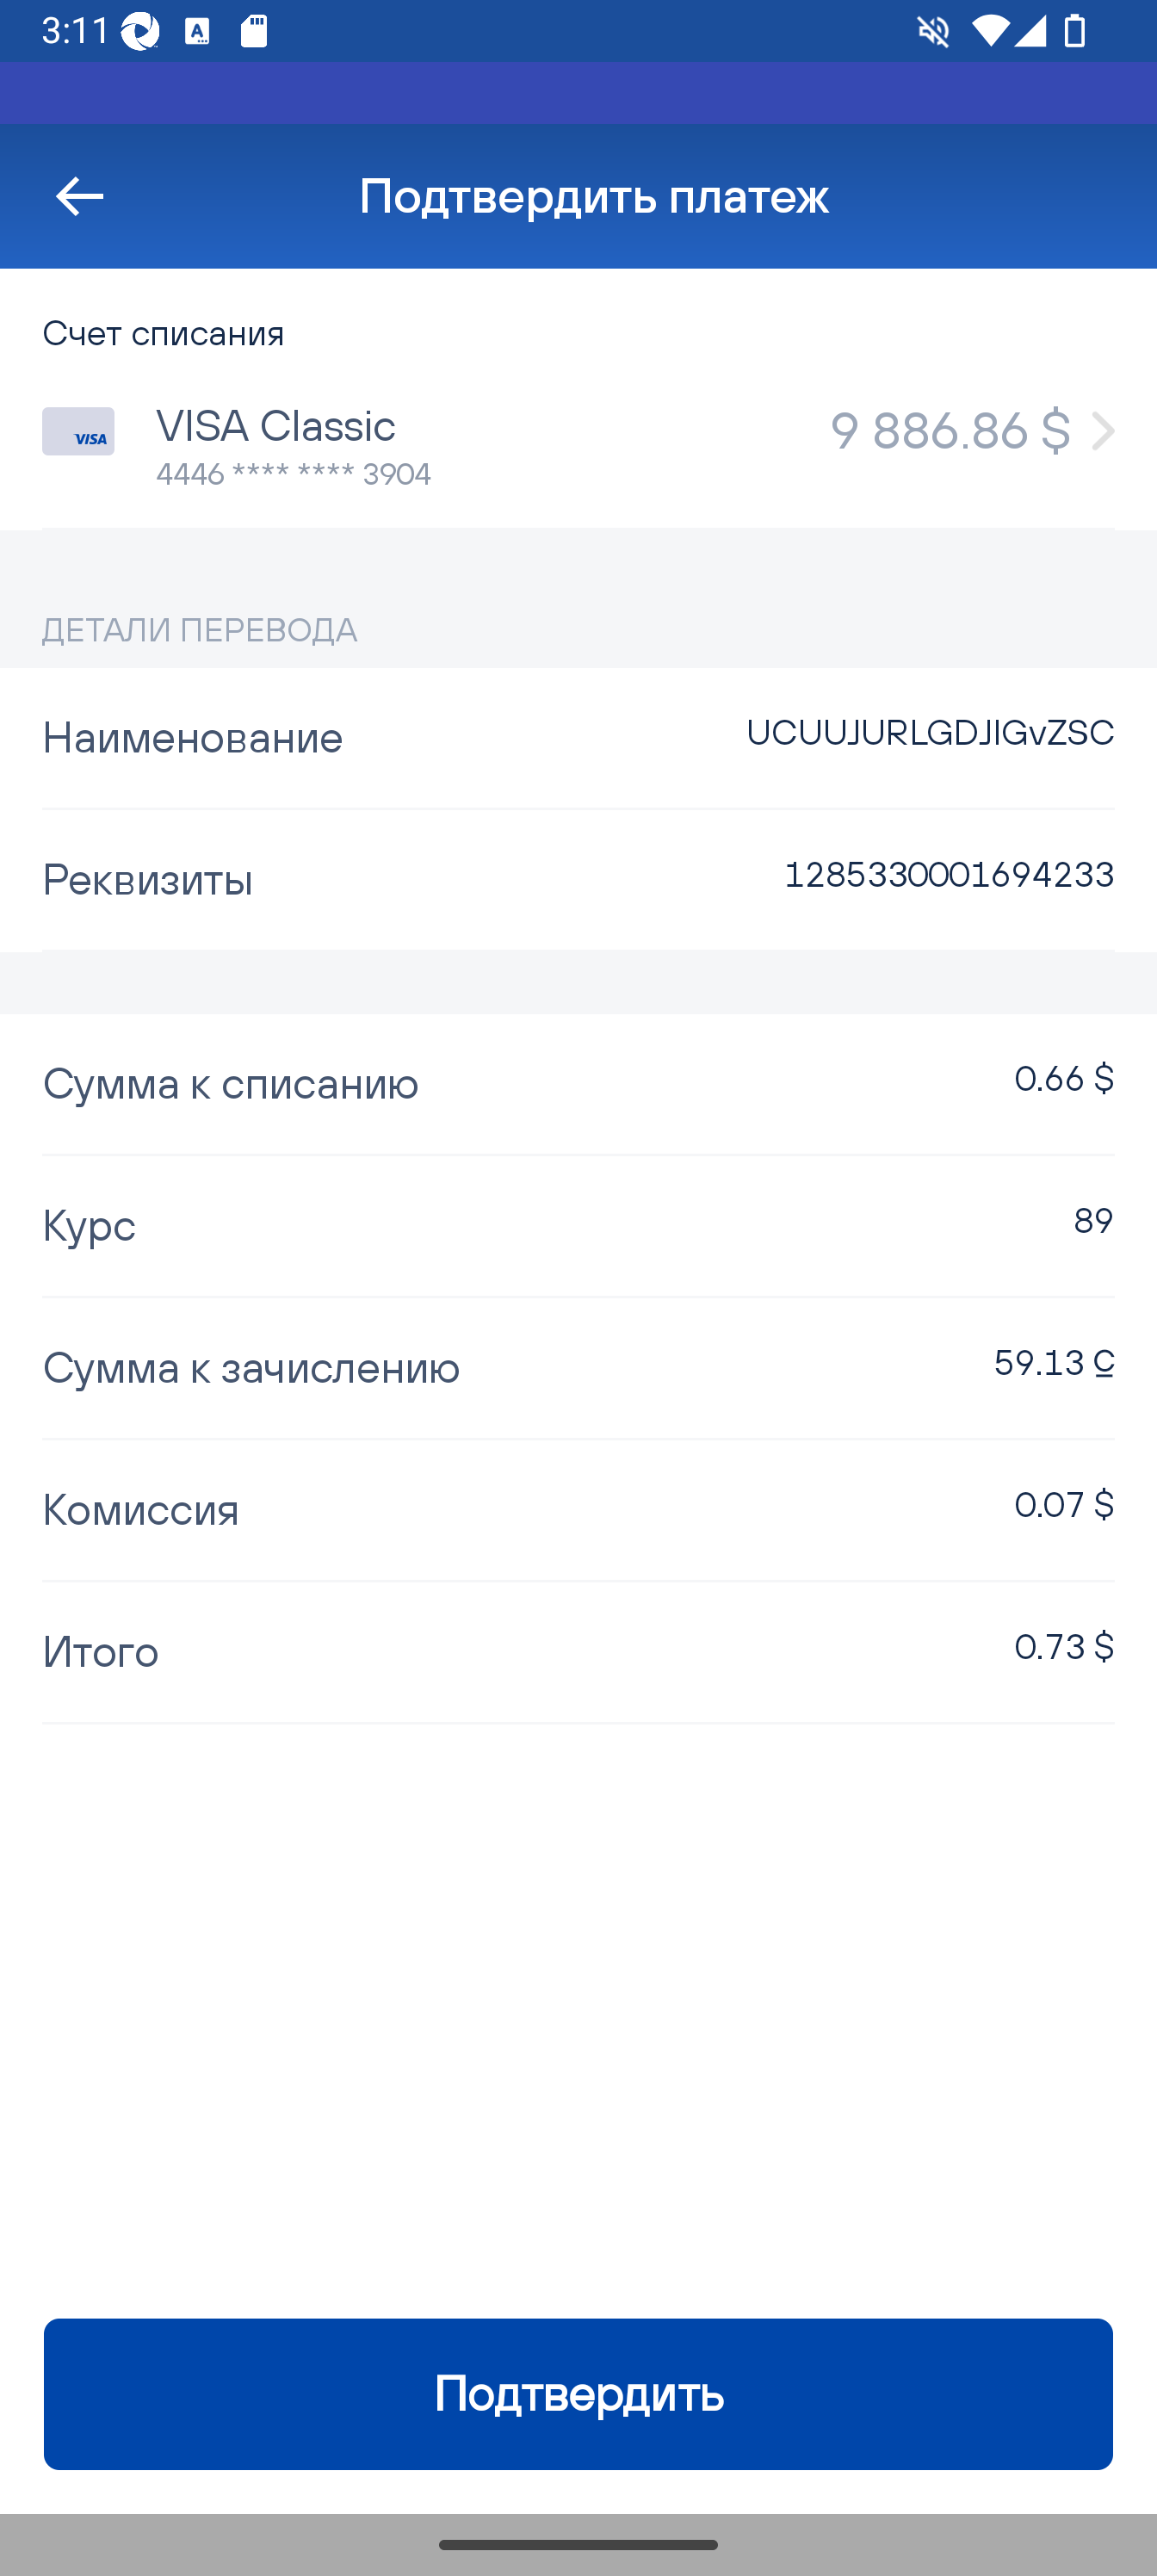 3:11
Подтвердить платеж
Счет списания
VISA
VISA Classic
9 886.86 $
4446 **** **** 3904
ДЕТАЛИ ПЕРЕВОДА
Наименование
UCUUJURLGDJIGvZSC
Реквизиты
1285330001694233
Сумма к списанию
0.66 $
Курс
89
Сумма к зачислению
59.13 С̲
Комиссия
0.07 $
Итого
0.73 $
Подтвердить